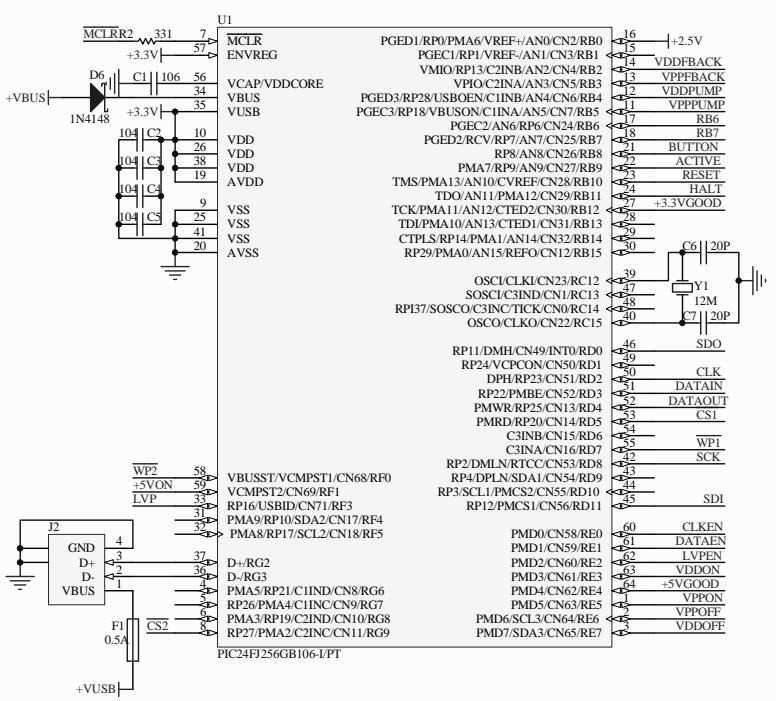 U1
MCLR R2 331 7 MCLR
+3.3V 57 ENVREG
D6 C1 106 56 VCAP/VDDCORE
+VBUS 34 VBUS
1N4148 +3.3V 35 VUSB
104 C2 10 VDD
26 VDD
104 C3 38 VDD
19 AVDD
104 C4
9 VSS
104 C5 25 VSS
41 VSS
20 AVSS
PGED1/RP0/PMA6/VREF+/AN0/CN2/RB0 16 +2.5V
PGEC1/RP1/VREF-/AN1/CN3/RB1 15
VMIO/RP13/C2INB/AN2/CN4/RB2 14 VDDFBACK
VPIO/C2INA/AN3/CN5/RB3 13 VPPFBACK
PGED3/RP28/USBOEN/C1INB/AN4/CN6/RB4 12 VDDPUMP
PGEC3/RP18/VBUSON/C1INA/AN5/CN7/RB5 11 VPPPUMP
PGEC2/AN6/RP6/CN24/RB6 17 RB6
PGED2/RCV/RP7/AN7/CN25/RB7 18 RB7
RP8/AN8/CN26/RB8 21 BUTTON
PMA7/RP9/AN9/CN27/RB9 22 ACTIVE
TMS/PMA13/AN10/CVREF/CN28/RB10 23 RESET
TDO/AN11/PMA12/CN29/RB11 24 HALT
TCK/PMA11/AN12/CTED2/CN30/RB12 27 +3.3VGOOD
TDI/PMA10/AN13/CTED1/CN31/RB13 28
CTPLS/RP14/PMA1/AN14/CN32/RB14 29
RP29/PMA0/AN15/REFO/CN12/RB15 30
C6 20P
OSCI/CLKI/CN23/RC12 39
SOSCI/C3IND/CN1/RC13 47 Y1
RPI37/SOSCO/C3INC/TICK/CN0/RC14 48 12M
OSCO/CLKO/CN22/RC15 40 C7 20P
RP11/DMH/CN49/INT0/RD0 46 SDO
RP24/VCPCON/CN50/RD1 49
DPH/RP23/CN51/RD2 50 CLK
RP22/PMBE/CN52/RD3 51 DATAIN
PMWR/RP25/CN13/RD4 52 DATAOUT
PMRD/RP20/CN14/RD5 53 CS1
C3INB/CN15/RD6 54
C3INA/CN16/RD7 55 WP1
RP2/DMLN/RTCC/CN53/RD8 42 SCK
RP4/DPLN/SDA1/CN54/RD9 43
RP3/SCL1/PMCS2/CN55/RD10 44
RP12/PMCS1/CN56/RD11 45 SDI
WP2 58 VBUSST/VCMPST1/CN68/RF0
+5VON 59 VCMPST2/CN69/RF1
LVP 33 RP16/USBID/CN71/RF3
31 PMA9/RP10/SDA2/CN17/RF4
32 PMA8/RP17/SCL2/CN18/RF5
J2
GND 4
D+ 3 37 D+/RG2
D- 2 36 D-/RG3
VBUS 1 4 PMA5/RP21/C1IND/CN8/RG6
5 RP26/PMA4/C1INC/CN9/RG7
6 PMA3/RP19/C2IND/CN10/RG8
F1 CS2 8 RP27/PMA2/C2INC/CN11/RG9
0.5A
+VUSB
PMD0/CN58/RE0 60 CLKEN
PMD1/CN59/RE1 61 DATAEN
PMD2/CN60/RE2 62 LVPEN
PMD3/CN61/RE3 63 VDDON
PMD4/CN62/RE4 64 +5VGOOD
PMD5/CN63/RE5 1 VPPON
PMD6/SCL3/CN64/RE6 2 VPPOFF
PMD7/SDA3/CN65/RE7 3 VDDOFF
PIC24FJ256GB106-I/PT